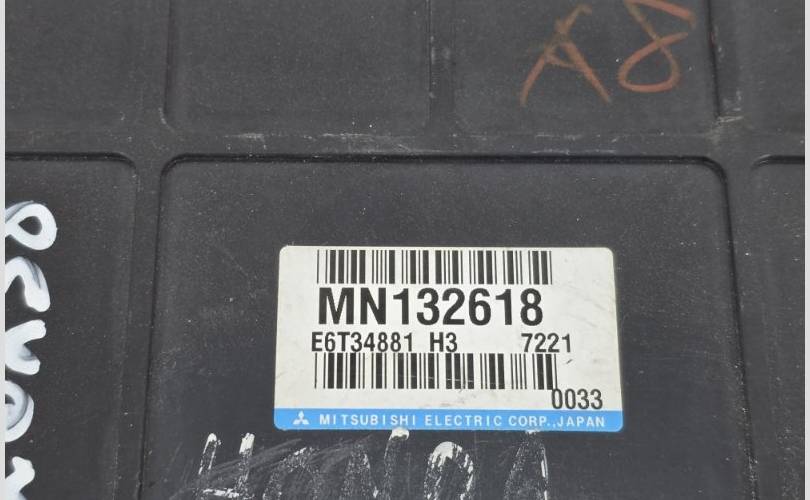 A8
MN132618
E6T34881 H3 7221
0033
MITSUBISHI ELECTRIC CORP., JAPAN